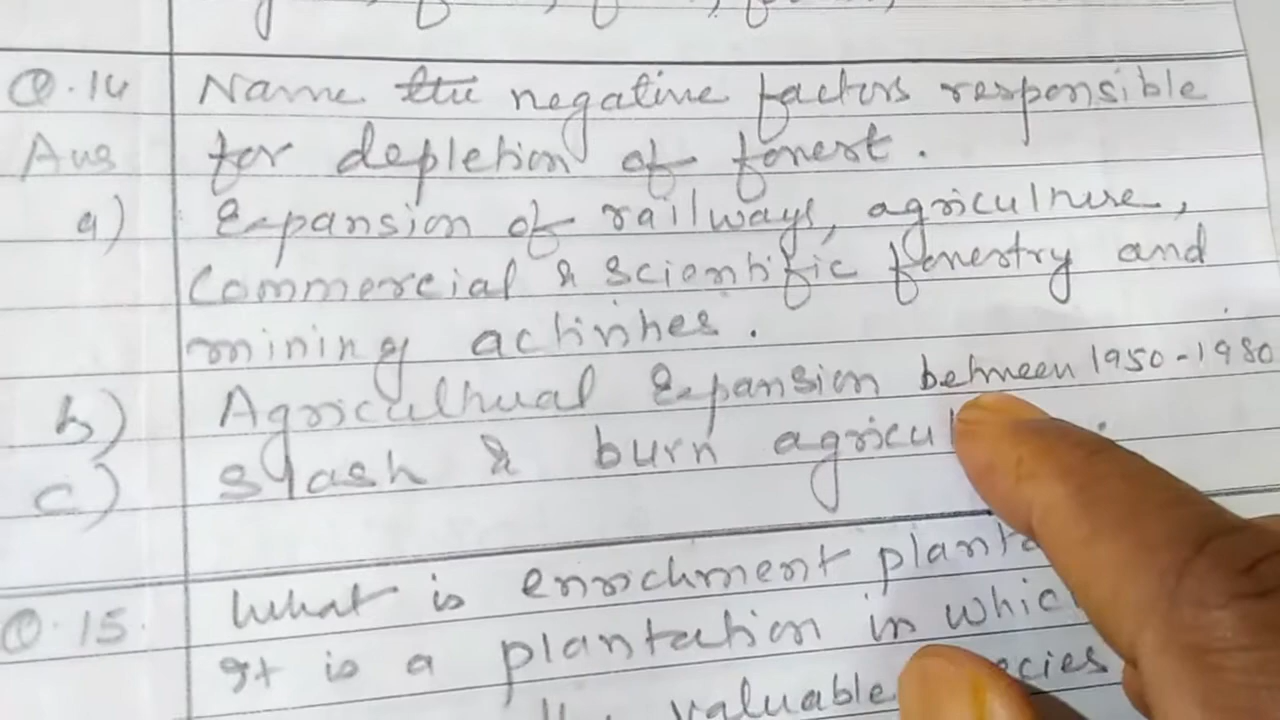 Q.14 Name the negative factors responsible
Ans for depletion of forest.
a) Expansion of railways, agriculture,
Commercial & Scientific forestry and
mining activities.
b) Agricultural Expansion between 1950-1980
c) Slash & burn agricul
Q.15. What is enrichment planta
It is a plantation in whic
valuable ecies